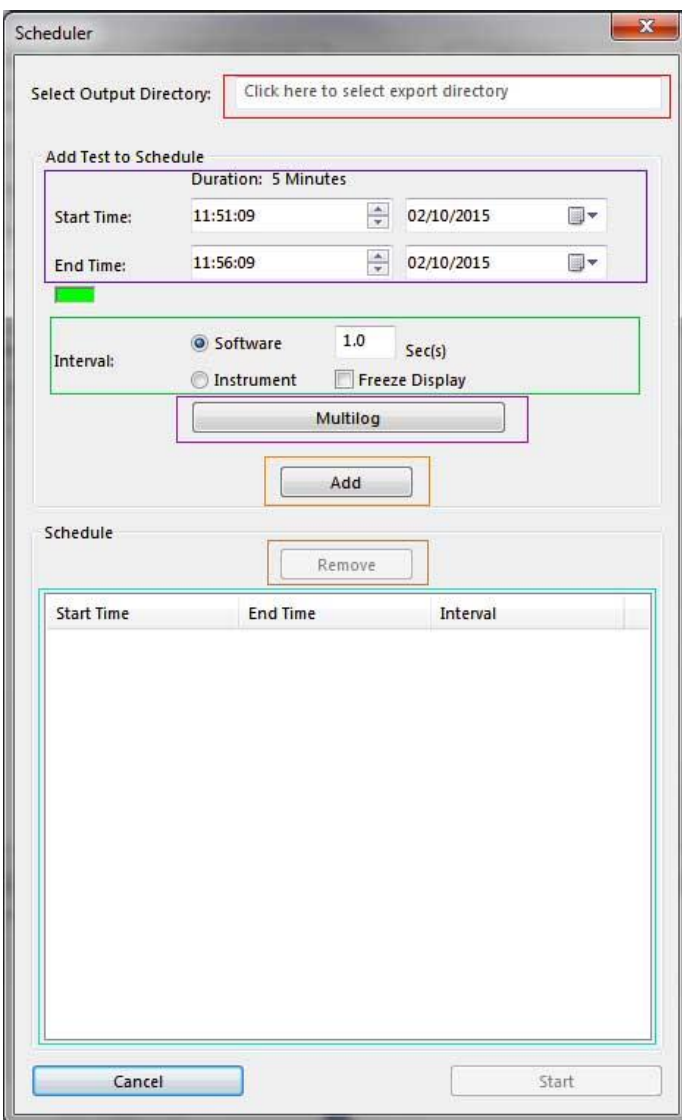 Scheduler
Select Output Directory: Click here to select export directory
Add Test to Schedule
Duration: 5 Minutes
Start Time: 11:51:09 02/10/2015
End Time: 11:56:09 02/10/2015
Interval: Software 1.0 Sec(s)
Instrument Freeze Display
Multilog
Add
Schedule
Remove
Start Time End Time Interval
Cancel Start